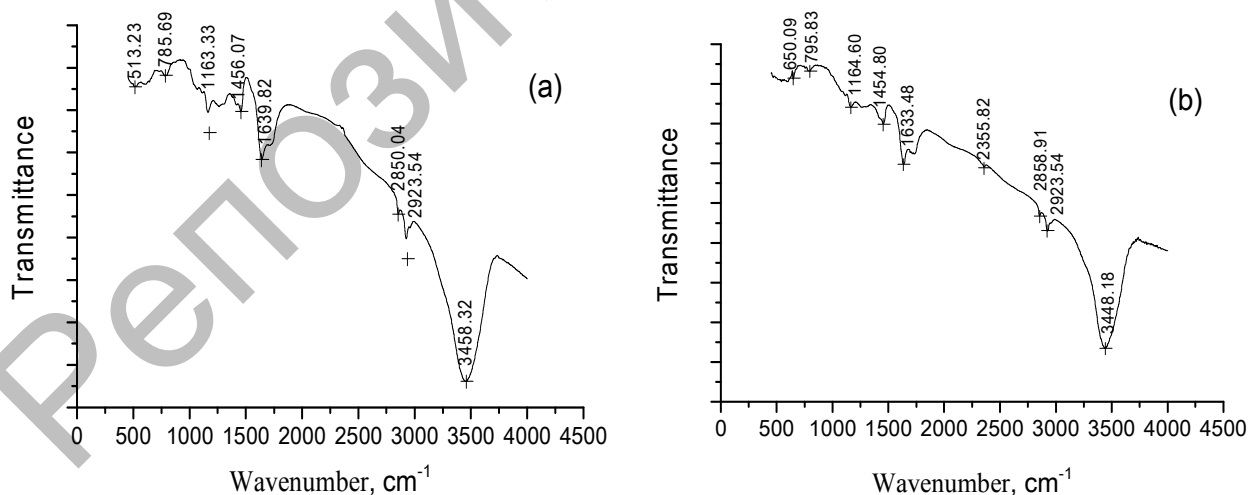 Репози
(a)
513.23
785.69
1163.33
1456.07
1639.82
2850.04
2923.54
3458.32
Transmittance
0 500 1000 1500 2000 2500 3000 3500 4000 4500
Wavenumber, cm-1
(b)
650.09
795.83
1164.60
1454.80
1633.48
2355.82
2858.91
2923.54
3448.18
Transmittance
0 500 1000 1500 2000 2500 3000 3500 4000 4500
Wavenumber, cm-1